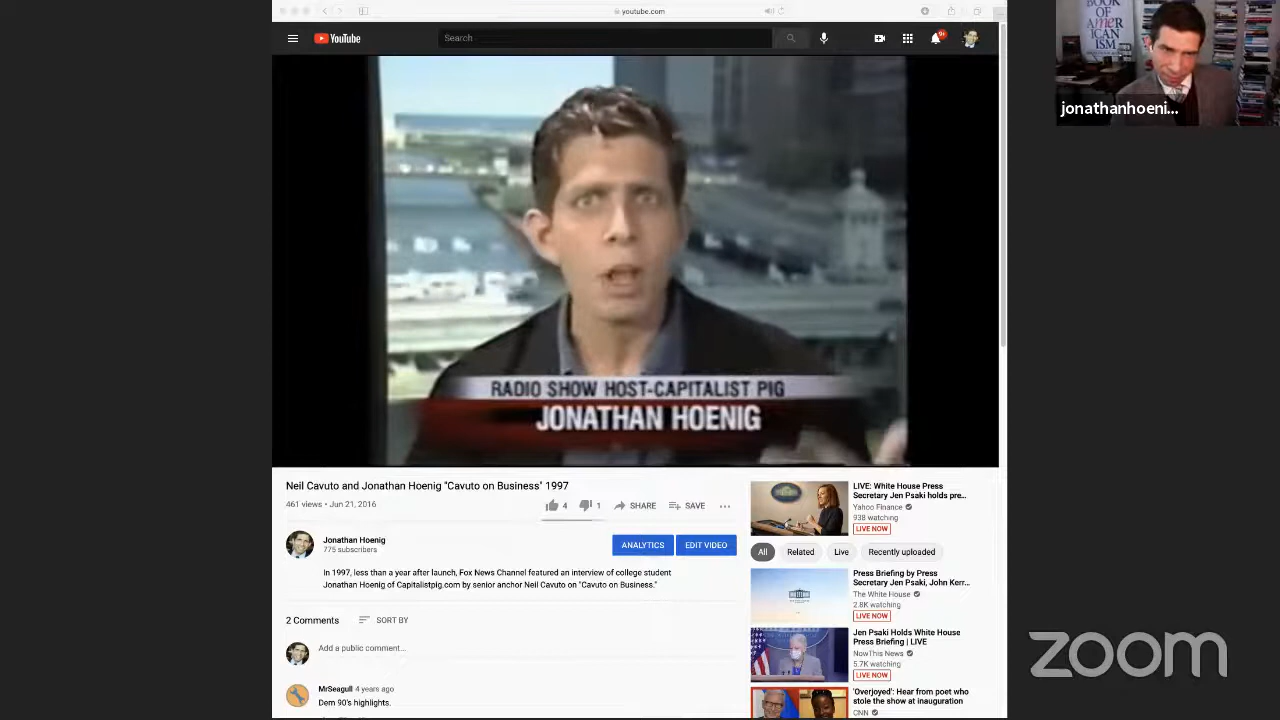 youtube.com
YouTube
Search
9+
BOOK
OF
AMER
ICAN
ISM
jonathanhoeni...
RADIO SHOW HOST-CAPITALIST PIG
JONATHAN HOENIG
Neil Cavuto and Jonathan Hoenig "Cavuto on Business" 1997
461 views • Jun 21, 2016
4
1
SHARE
SAVE
Jonathan Hoenig
775 subscribers
ANALYTICS
EDIT VIDEO
In 1997, less than a year after launch, Fox News Channel featured an interview of college student
Jonathan Hoenig of Capitalistpig.com by senior anchor Neil Cavuto on "Cavuto on Business."
2 Comments
SORT BY
Add a public comment...
MrSeagull 4 years ago
Dem 90's highlights.
LIVE: White House Press
Secretary Jen Psaki holds pre...
Yahoo Finance
938 watching
LIVE NOW
All
Related
Live
Recently uploaded
Press Briefing by Press
Secretary Jen Psaki, John Kerr...
The White House
2.8K watching
LIVE NOW
Jen Psaki Holds White House
Press Briefing | LIVE
NowThis News
5.7K watching
LIVE NOW
'Overjoyed': Hear from poet who
stole the show at inauguration
CNN
zoom